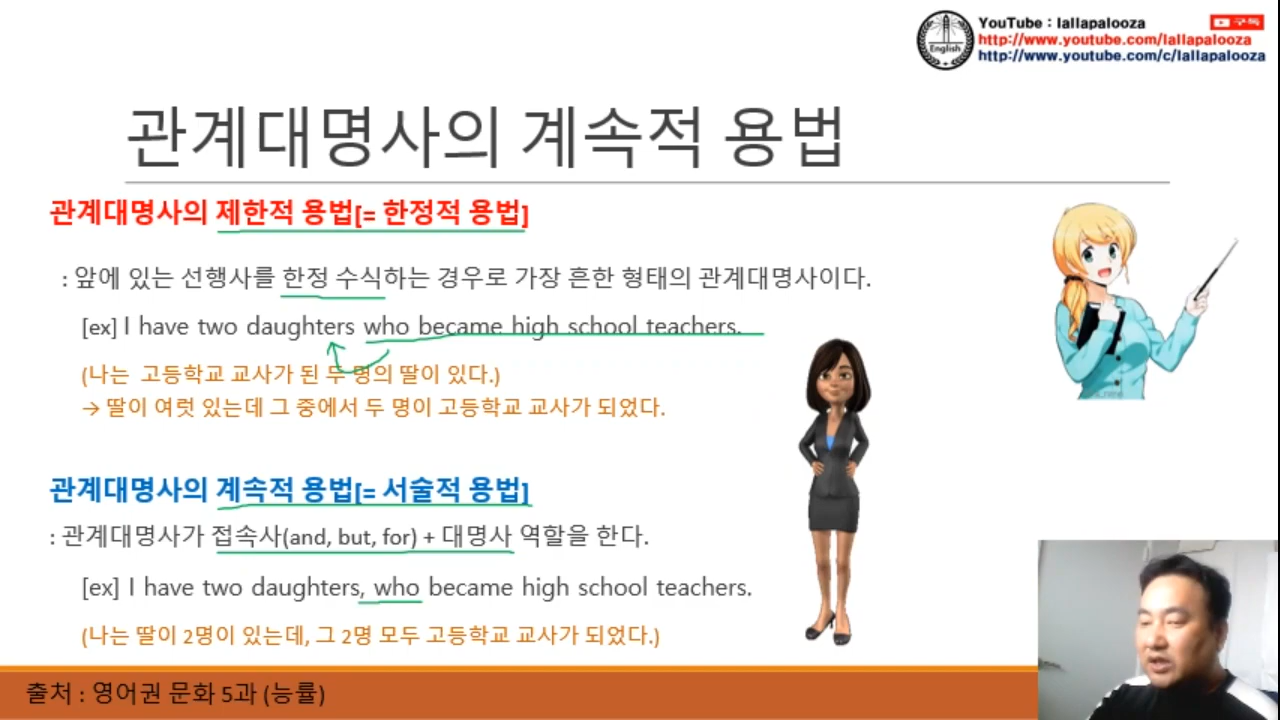 YouTube : lallapalooza
구독
http://www.youtube.com/lallapalooza
English
http://www.youtube.com/c/lallapalooza
관계대명사의 계속적 용법
관계대명사의 제한적 용법[= 한정적 용법]
: 앞에 있는 선행사를 한정 수식하는 경우로 가장 흔한 형태의 관계대명사이다.
[ex] I have two daughters who became high school teachers.
(나는 고등학교 교사가 된 두 명의 딸이 있다.)
→ 딸이 여럿 있는데 그 중에서 두 명이 고등학교 교사가 되었다.
관계대명사의 계속적 용법[= 서술적 용법]
: 관계대명사가 접속사(and, but, for) + 대명사 역할을 한다.
[ex] I have two daughters, who became high school teachers.
(나는 딸이 2명이 있는데, 그 2명 모두 고등학교 교사가 되었다.)
출처 : 영어권 문화 5과 (능률)